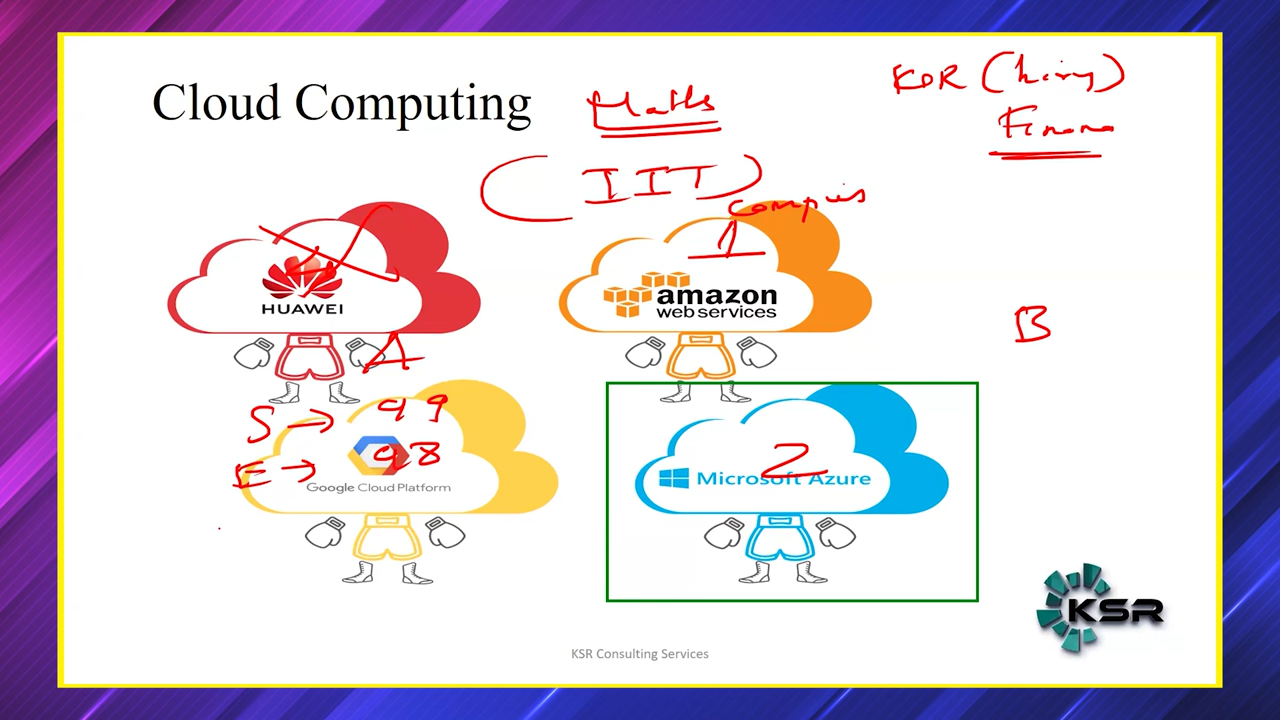 Cloud Computing
Maths
KSR (hiring)
Finance
(IIT)
campus
1
HUAWEI
amazon
web services
A
B
S → 99
E → 98
Google Cloud Platform
2
Microsoft Azure
KSR
KSR Consulting Services